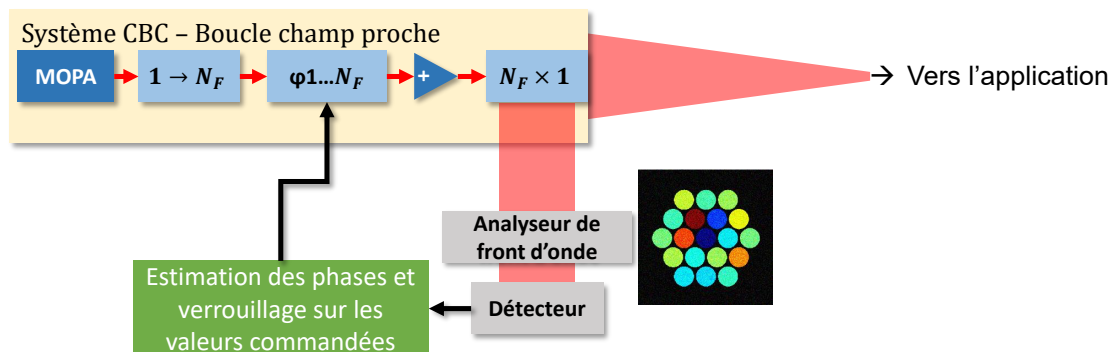 Système CBC – Boucle champ proche
MOPA
1 → N_F
φ1...N_F
+
N_F × 1
→ Vers l'application
Analyseur de
front d'onde
Estimation des phases et
verrouillage sur les
valeurs commandées
Détecteur